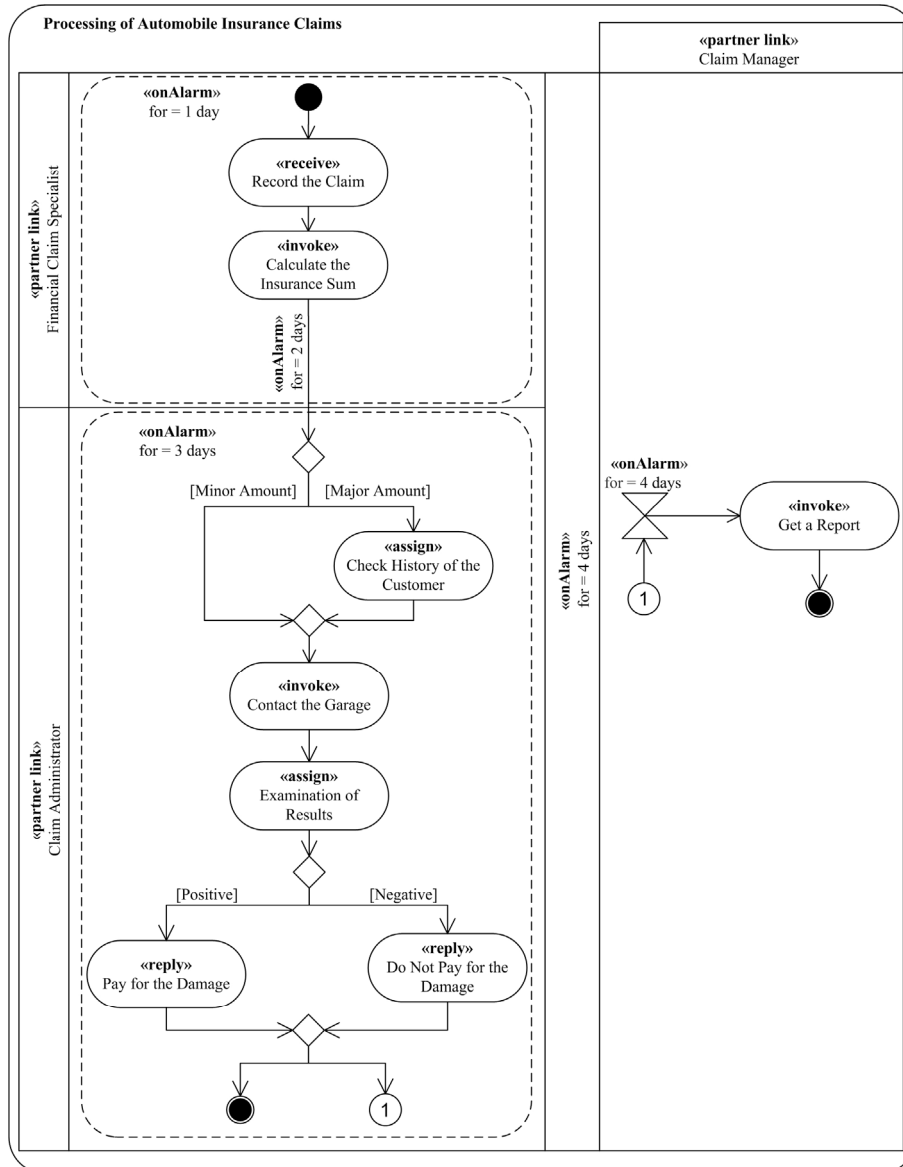 Processing of Automobile Insurance Claims
«partner link»
Claim Manager
«partner link»
Financial Claim Specialist
«onAlarm»
for = 1 day
«receive»
Record the Claim
«invoke»
Calculate the
Insurance Sum
«onAlarm»
for = 2 days
«partner link»
Claim Administrator
«onAlarm»
for = 3 days
[Minor Amount]
[Major Amount]
«assign»
Check History of the
Customer
«invoke»
Contact the Garage
«assign»
Examination of
Results
[Positive]
[Negative]
«reply»
Pay for the Damage
«reply»
Do Not Pay for the
Damage
1
«onAlarm»
for = 4 days
«onAlarm»
for = 4 days
«invoke»
Get a Report
1